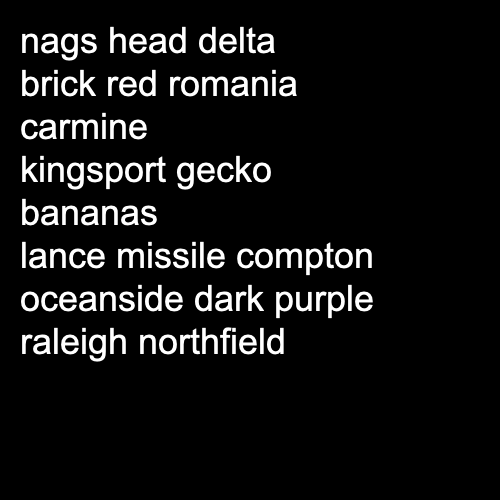 nags head delta
brick red romania
carmine
kingsport gecko
bananas
lance missile compton
oceanside dark purple
raleigh northfield